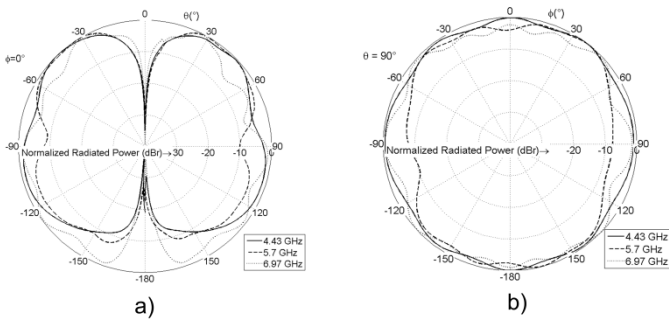 0
θ(°)
-30
30
ϕ=0°
-60
60
-90
Normalized Radiated Power (dBr)→
30
-20
-10
0
90
-120
120
-150
150
-180
4.43 GHz
5.7 GHz
6.97 GHz
a)
0
ϕ(°)
-30
30
θ = 90°
-60
60
-90
Normalized Radiated Power (dBr)→
-20
-10
0
90
-120
120
-150
150
-180
4.43 GHz
5.7 GHz
6.97 GHz
b)